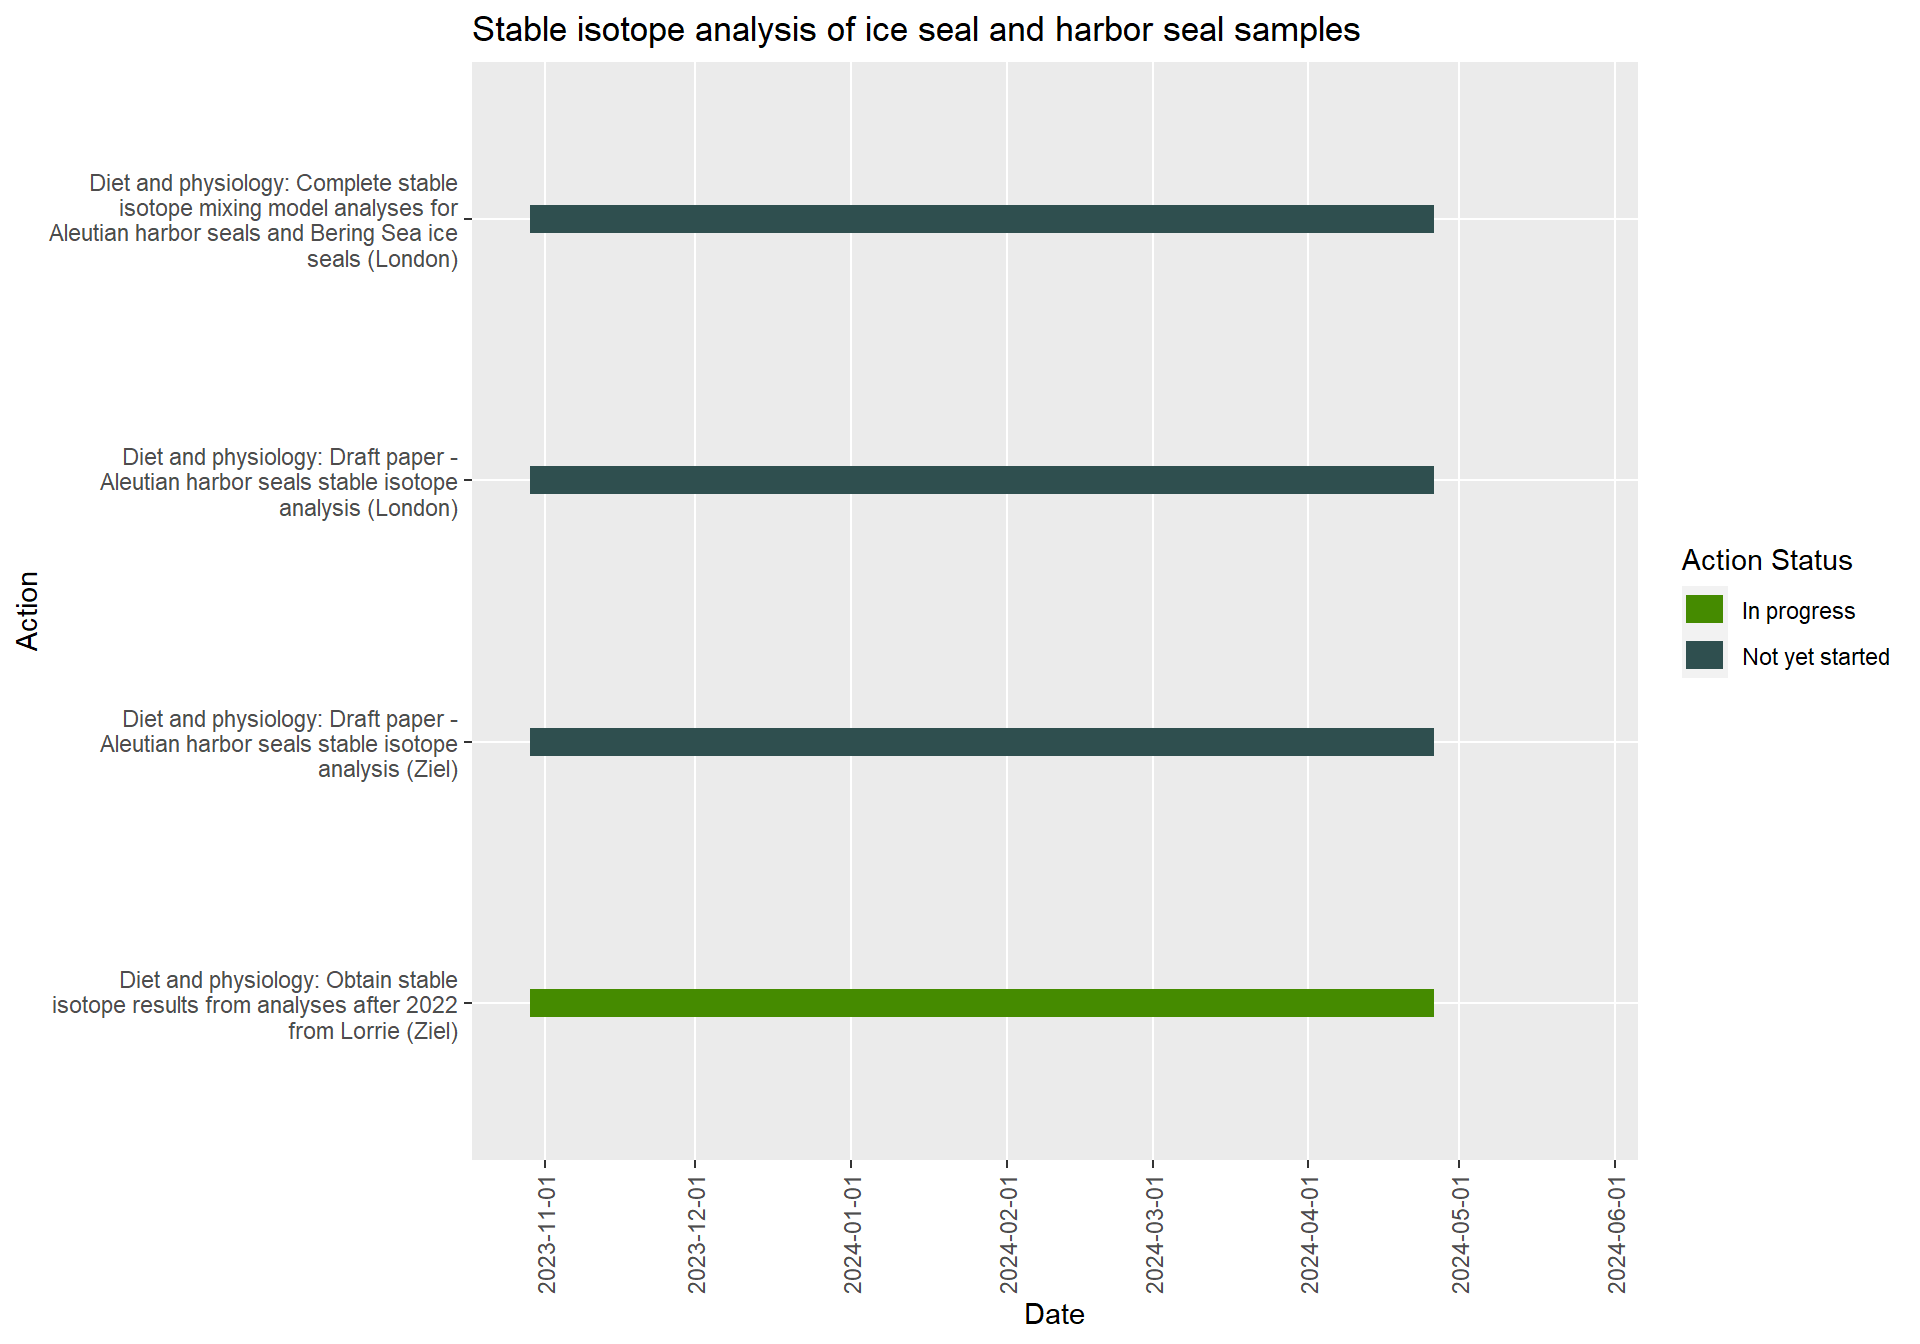 Stable isotope analysis of ice seal and harbor seal samples
Diet and physiology: Complete stable
isotope mixing model analyses for
Aleutian harbor seals and Bering Sea ice
seals (London)
Diet and physiology: Draft paper -
Aleutian harbor seals stable isotope
analysis (London)
Diet and physiology: Draft paper -
Aleutian harbor seals stable isotope
analysis (Ziel)
Diet and physiology: Obtain stable
isotope results from analyses after 2022
from Lorrie (Ziel)
Action
2023-11-01
2023-12-01
2024-01-01
2024-02-01
2024-03-01
2024-04-01
2024-05-01
2024-06-01
Date
Action Status
In progress
Not yet started